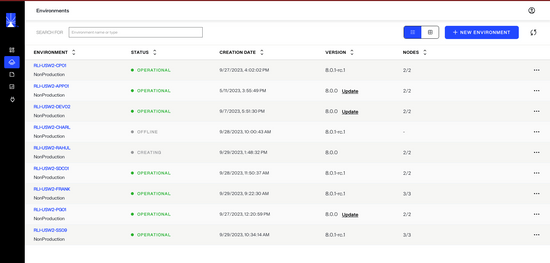 Environments
SEARCH FOR Environment name or type
+ NEW ENVIRONMENT
ENVIRONMENT STATUS CREATION DATE VERSION NODES
RLI-USW2-CP01 NonProduction OPERATIONAL 9/27/2023, 4:02:02 PM 8.0.1-rc.1 2/2
RLI-USW2-APP01 NonProduction OPERATIONAL 5/11/2023, 3:55:49 PM 8.0.0 Update 2/2
RLI-USW2-DEV02 NonProduction OPERATIONAL 9/7/2023, 5:51:30 PM 8.0.0 Update 2/2
RLI-USW2-CHARL NonProduction OFFLINE 9/28/2023, 10:00:43 AM 8.0.1-rc.1 -
RLI-USW2-RAHUL NonProduction CREATING 9/29/2023, 1:46:32 PM 8.0.0 2/2
RLI-USW2-SDC01 NonProduction OPERATIONAL 9/28/2023, 11:50:37 AM 8.0.1-rc.1 2/2
RLI-USW2-FRANK NonProduction OPERATIONAL 9/29/2023, 9:22:30 AM 8.0.1-rc.1 3/3
RLI-USW2-PG01 NonProduction OPERATIONAL 9/27/2023, 12:20:59 PM 8.0.0 Update 2/2
NonProduction OPERATIONAL 9/29/2023, 10:34:14 AM 8.0.1-rc.1 3/3